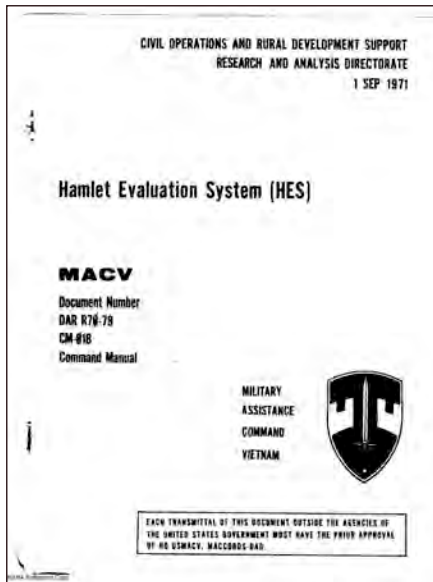 CIVIL OPERATIONS AND RURAL DEVELOPMENT SUPPORT
RESEARCH AND ANALYSIS DIRECTORATE
1 SEP 1971
Hamlet Evaluation System (HES)
MACV
Document Number
DAR R70-79
CM-01B
Command Manual
MILITARY
ASSISTANCE
COMMAND
VIETNAM
EACH TRANSMITTAL OF THIS DOCUMENT OUTSIDE THE AGENCIES OF
THE UNITED STATES GOVERNMENT MUST HAVE THE PRIOR APPROVAL
OF HQ USMACV, MACCORDS-RAD.